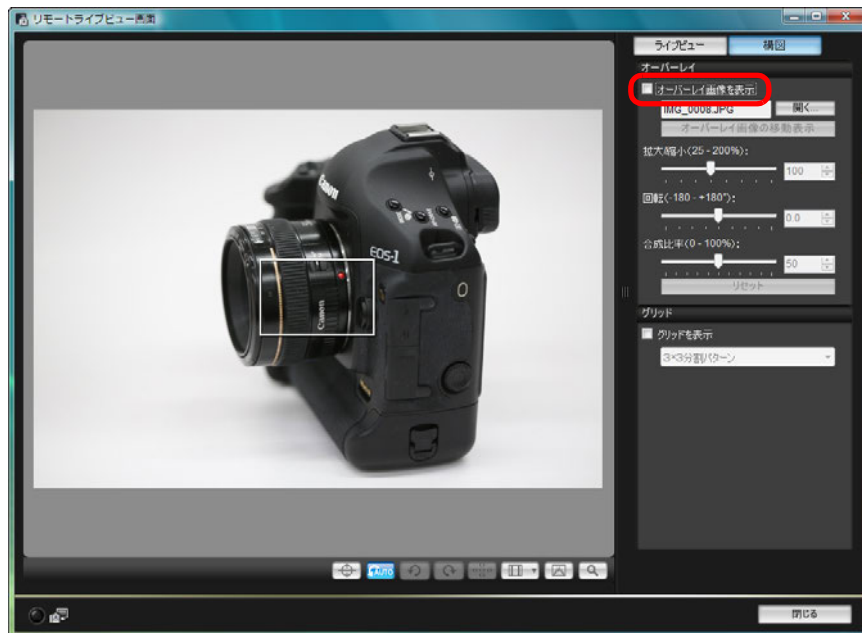 リモートライブビュー画面
ライブビュー
構図
オーバーレイ
オーバーレイ画像を表示
IMG_0008.JPG
開く...
オーバーレイ画像の移動表示
拡大/縮小(25 - 200%):
100
回転(-180 - +180°):
0.0
合成比率(0 - 100%):
50
リセット
グリッド
グリッドを表示
3×3分割パターン
Canon
EOS-1
Canon
AUTO
閉じる